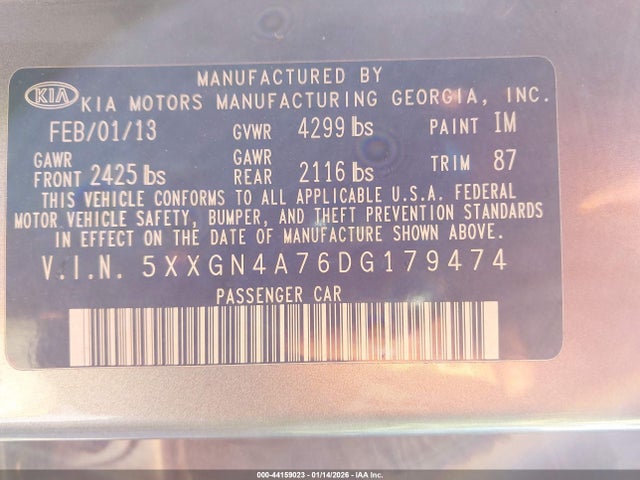 MANUFACTURED BY
KIA KIA MOTORS MANUFACTURING GEORGIA, INC.
FEB/01/13 GVWR 4299 lbs PAINT IM
GAWR FRONT 2425 lbs GAWR REAR 2116 lbs TRIM 87
THIS VEHICLE CONFORMS TO ALL APPLICABLE U.S.A. FEDERAL
MOTOR VEHICLE SAFETY, BUMPER, AND THEFT PREVENTION STANDARDS
IN EFFECT ON THE DATE OF MANUFACTURE SHOWN ABOVE.
V.I.N. 5XXGN4A76DG179474
PASSENGER CAR
000-44159023 - 01/14/2026 - IAA Inc.